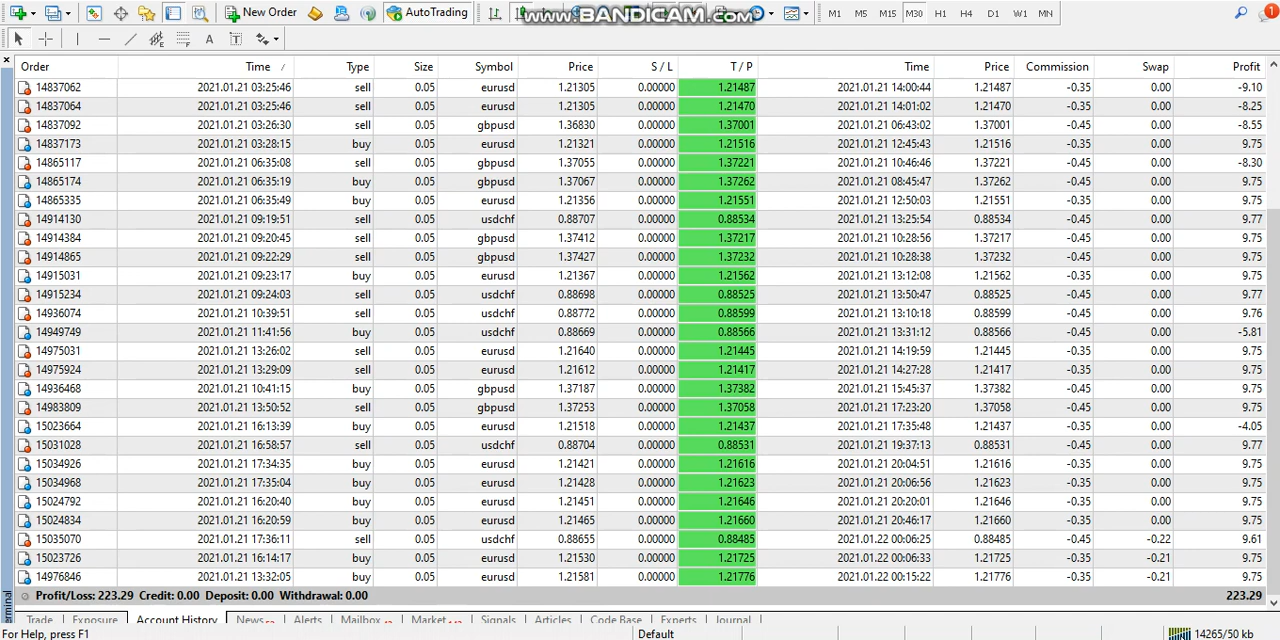 New Order AutoTrading www.BANDICAM.com M1 M5 M15 M30 H1 H4 D1 W1 MN 1
A T
Order Time / Type Size Symbol Price S / L T / P Time Price Commission Swap Profit
14837062 2021.01.21 03:25:46 sell 0.05 eurusd 1.21305 0.00000 1.21487 2021.01.21 14:00:44 1.21487 -0.35 0.00 -9.10
14837064 2021.01.21 03:25:46 sell 0.05 eurusd 1.21305 0.00000 1.21470 2021.01.21 14:01:02 1.21470 -0.35 0.00 -8.25
14837092 2021.01.21 03:26:30 sell 0.05 gbpusd 1.36830 0.00000 1.37001 2021.01.21 06:43:02 1.37001 -0.45 0.00 -8.55
14837173 2021.01.21 03:28:15 buy 0.05 eurusd 1.21321 0.00000 1.21516 2021.01.21 12:45:43 1.21516 -0.35 0.00 9.75
14865117 2021.01.21 06:35:08 sell 0.05 gbpusd 1.37055 0.00000 1.37221 2021.01.21 10:46:46 1.37221 -0.45 0.00 -8.30
14865174 2021.01.21 06:35:19 buy 0.05 gbpusd 1.37067 0.00000 1.37262 2021.01.21 08:45:47 1.37262 -0.45 0.00 9.75
14865335 2021.01.21 06:35:49 buy 0.05 eurusd 1.21356 0.00000 1.21551 2021.01.21 12:50:03 1.21551 -0.35 0.00 9.75
14914130 2021.01.21 09:19:51 sell 0.05 usdchf 0.88707 0.00000 0.88534 2021.01.21 13:25:54 0.88534 -0.45 0.00 9.77
14914384 2021.01.21 09:20:45 sell 0.05 gbpusd 1.37412 0.00000 1.37217 2021.01.21 10:28:56 1.37217 -0.45 0.00 9.75
14914865 2021.01.21 09:22:29 sell 0.05 gbpusd 1.37427 0.00000 1.37232 2021.01.21 10:28:38 1.37232 -0.45 0.00 9.75
14915031 2021.01.21 09:23:17 buy 0.05 eurusd 1.21367 0.00000 1.21562 2021.01.21 13:12:08 1.21562 -0.35 0.00 9.75
14915234 2021.01.21 09:24:03 sell 0.05 usdchf 0.88698 0.00000 0.88525 2021.01.21 13:50:47 0.88525 -0.45 0.00 9.77
14936074 2021.01.21 10:39:51 sell 0.05 usdchf 0.88772 0.00000 0.88599 2021.01.21 13:10:18 0.88599 -0.45 0.00 9.76
14949749 2021.01.21 11:41:56 buy 0.05 usdchf 0.88669 0.00000 0.88566 2021.01.21 13:31:12 0.88566 -0.45 0.00 -5.81
14975031 2021.01.21 13:26:02 sell 0.05 eurusd 1.21640 0.00000 1.21445 2021.01.21 14:19:59 1.21445 -0.35 0.00 9.75
14975924 2021.01.21 13:29:09 sell 0.05 eurusd 1.21612 0.00000 1.21417 2021.01.21 14:27:28 1.21417 -0.35 0.00 9.75
14936468 2021.01.21 10:41:15 buy 0.05 gbpusd 1.37187 0.00000 1.37382 2021.01.21 15:45:37 1.37382 -0.45 0.00 9.75
14983809 2021.01.21 13:50:52 sell 0.05 gbpusd 1.37253 0.00000 1.37058 2021.01.21 17:23:20 1.37058 -0.45 0.00 9.75
15023664 2021.01.21 16:13:39 buy 0.05 eurusd 1.21518 0.00000 1.21437 2021.01.21 17:35:48 1.21437 -0.35 0.00 -4.05
15031028 2021.01.21 16:58:57 sell 0.05 usdchf 0.88704 0.00000 0.88531 2021.01.21 19:37:13 0.88531 -0.45 0.00 9.77
15034926 2021.01.21 17:34:35 buy 0.05 eurusd 1.21421 0.00000 1.21616 2021.01.21 20:04:51 1.21616 -0.35 0.00 9.75
15034968 2021.01.21 17:35:04 buy 0.05 eurusd 1.21428 0.00000 1.21623 2021.01.21 20:06:56 1.21623 -0.35 0.00 9.75
15024792 2021.01.21 16:20:40 buy 0.05 eurusd 1.21451 0.00000 1.21646 2021.01.21 20:20:01 1.21646 -0.35 0.00 9.75
15024834 2021.01.21 16:20:59 buy 0.05 eurusd 1.21465 0.00000 1.21660 2021.01.21 20:46:17 1.21660 -0.35 0.00 9.75
15035070 2021.01.21 17:36:11 sell 0.05 usdchf 0.88655 0.00000 0.88485 2021.01.22 00:06:25 0.88485 -0.45 -0.22 9.61
15023726 2021.01.21 16:14:17 buy 0.05 eurusd 1.21530 0.00000 1.21725 2021.01.22 00:06:33 1.21725 -0.35 -0.21 9.75
14976846 2021.01.21 13:32:05 buy 0.05 eurusd 1.21581 0.00000 1.21776 2021.01.22 00:15:22 1.21776 -0.35 -0.21 9.75
Profit/Loss: 223.29 Credit: 0.00 Deposit: 0.00 Withdrawal: 0.00 223.29
Trade Exposure Account History News Alerts Mailbox Market Signals Articles Code Base Experts Journal
For Help, press F1 Default 14265/50 kb